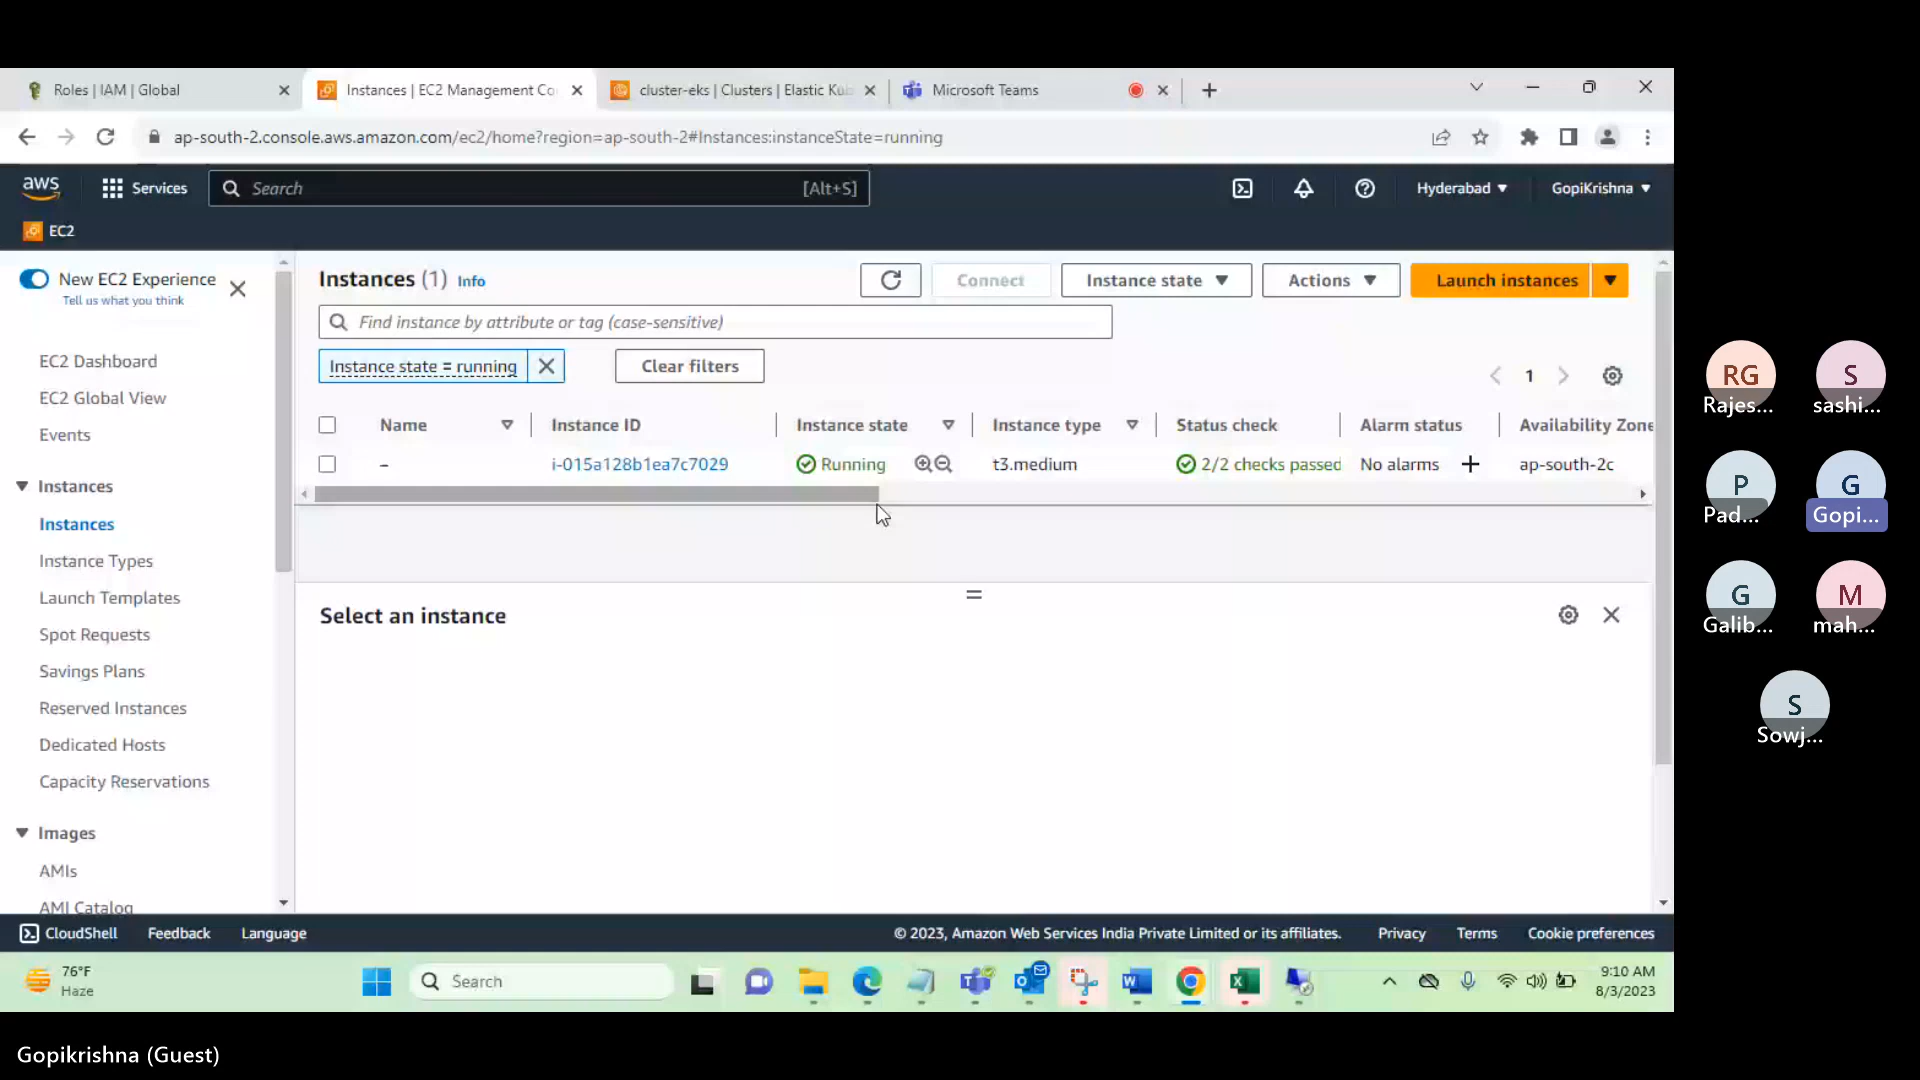 Roles | IAM | Global
Instances | EC2 Management Co
cluster-eks | Clusters | Elastic Kub
Microsoft Teams
ap-south-2.console.aws.amazon.com/ec2/home?region=ap-south-2#Instances:instanceState=running
aws
Services
Search
[Alt+S]
Hyderabad
GopiKrishna
EC2
New EC2 Experience
Tell us what you think
EC2 Dashboard
EC2 Global View
Events
Instances
Instances
Instance Types
Launch Templates
Spot Requests
Savings Plans
Reserved Instances
Dedicated Hosts
Capacity Reservations
Images
AMIs
AMI Catalog
Instances (1) Info
Connect
Instance state
Actions
Launch instances
Find instance by attribute or tag (case-sensitive)
Instance state = running
Clear filters
1
Name
Instance ID
Instance state
Instance type
Status check
Alarm status
Availability Zone
–
i-015a128b1ea7c7029
Running
t3.medium
2/2 checks passed
No alarms
ap-south-2c
Select an instance
CloudShell
Feedback
Language
© 2023, Amazon Web Services India Private Limited or its affiliates.
Privacy
Terms
Cookie preferences
76°F
Haze
Search
9:10 AM
8/3/2023
RG
Rajes...
S
sashi...
P
Pad...
G
Gopi...
G
Galib...
M
mah...
S
Sowj...
Gopikrishna (Guest)